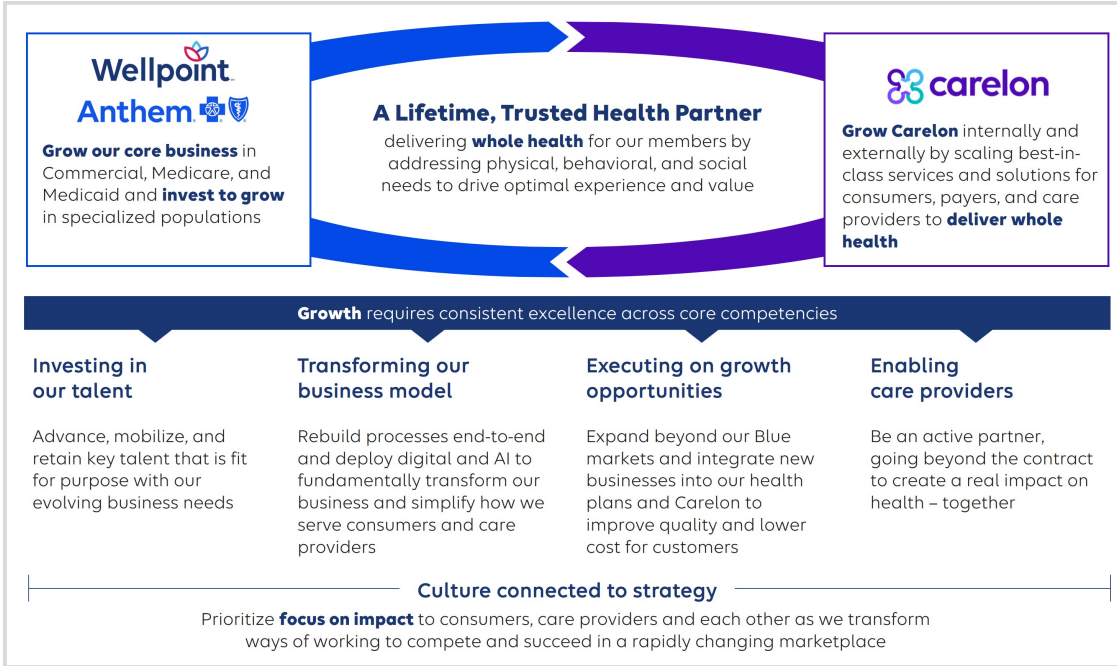 Wellpoint
Anthem
Grow our core business in
Commercial, Medicare, and
Medicaid and invest to grow
in specialized populations
A Lifetime, Trusted Health Partner
delivering whole health for our members by
addressing physical, behavioral, and social
needs to drive optimal experience and value
carelon
Grow Carelon internally and
externally by scaling best-in-
class services and solutions for
consumers, payers, and care
providers to deliver whole
health
Growth requires consistent excellence across core competencies
Investing in
our talent
Advance, mobilize, and
retain key talent that is fit
for purpose with our
evolving business needs
Transforming our
business model
Rebuild processes end-to-end
and deploy digital and AI to
fundamentally transform our
business and simplify how we
serve consumers and care
providers
Executing on growth
opportunities
Expand beyond our Blue
markets and integrate new
businesses into our health
plans and Carelon to
improve quality and lower
cost for customers
Enabling
care providers
Be an active partner,
going beyond the contract
to create a real impact on
health – together
Culture connected to strategy
Prioritize focus on impact to consumers, care providers and each other as we transform
ways of working to compete and succeed in a rapidly changing marketplace